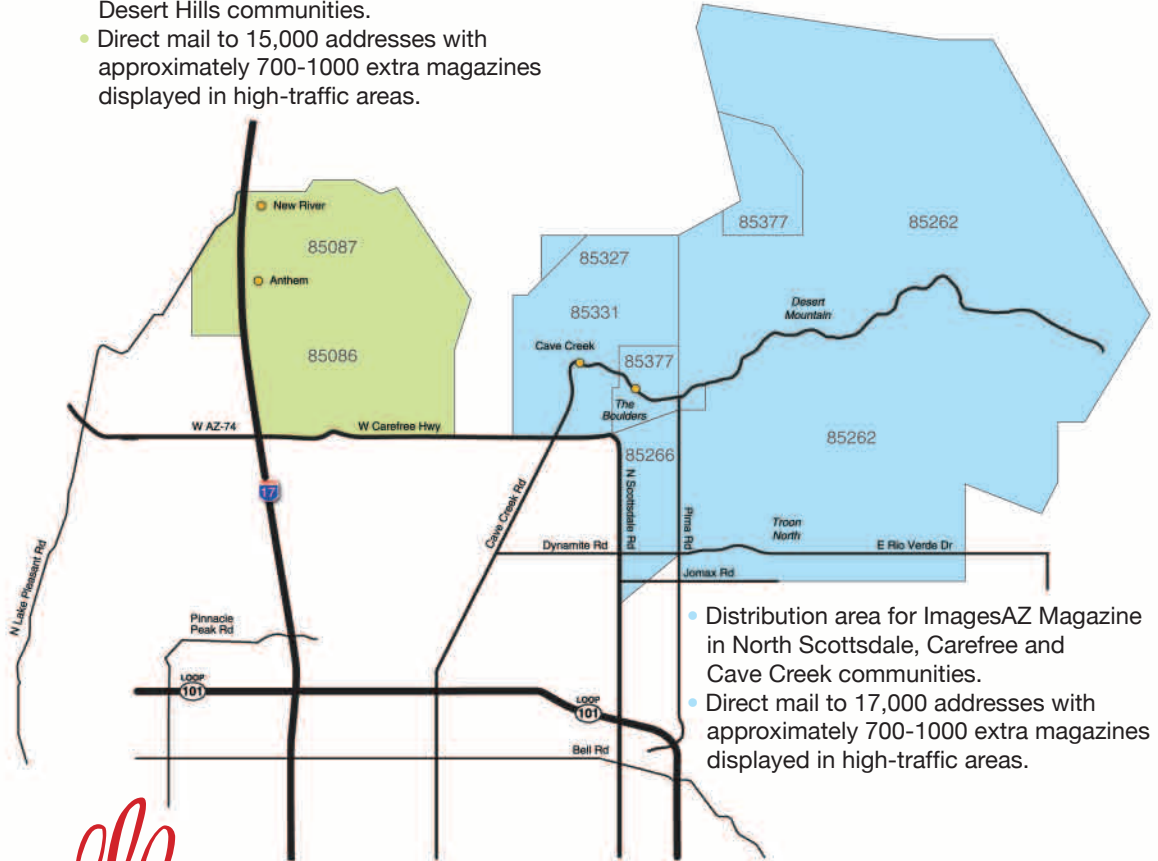 Desert Hills communities.
• Direct mail to 15,000 addresses with
approximately 700-1000 extra magazines
displayed in high-traffic areas.
New River
85087
Anthem
85086
85377
85262
85327
85331
Desert
Mountain
Cave Creek
85377
The
Boulders
W AZ-74
W Carefree Hwy
85262
85266
17
N Scottsdale Rd
Pima Rd
Cave Creek Rd
Troon
North
Dynamite Rd
E Rio Verde Dr
Jomax Rd
N Lake Pleasant Rd
Pinnacle
Peak Rd
LOOP
101
LOOP
101
Bell Rd
• Distribution area for ImagesAZ Magazine
in North Scottsdale, Carefree and
Cave Creek communities.
• Direct mail to 17,000 addresses with
approximately 700-1000 extra magazines
displayed in high-traffic areas.